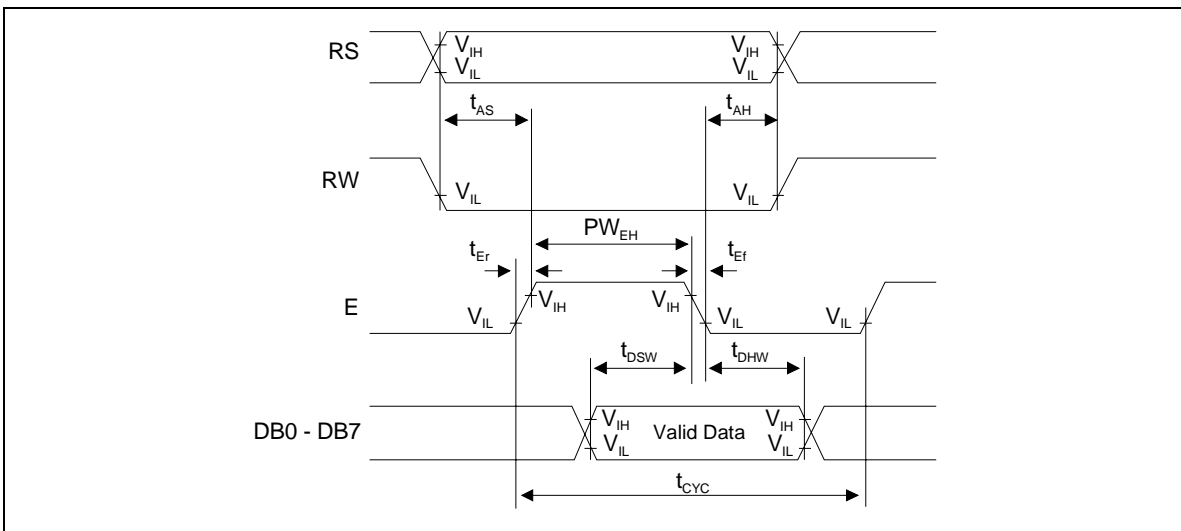 RS
V_IH
V_IH
V_IL
V_IL
t_AS
t_AH
RW
V_IL
V_IL
PW_EH
t_Er
t_Ef
E
V_IH
V_IH
V_IL
V_IL
V_IL
t_DSW
t_DHW
DB0 - DB7
V_IH
V_IH
Valid Data
V_IL
V_IL
t_CYC